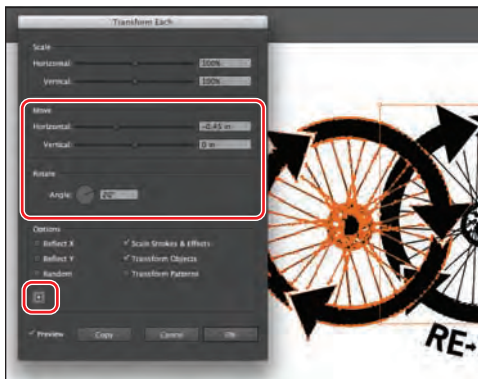 Transform Each
Scale
Horizontal: 100%
Vertical: 100%
Move
Horizontal: -0.45 in
Vertical: 0 in
Rotate
Angle: 20°
Options
Reflect X Scale Strokes & Effects
Reflect Y Transform Objects
Random Transform Patterns
Preview Copy Cancel OK
RE-